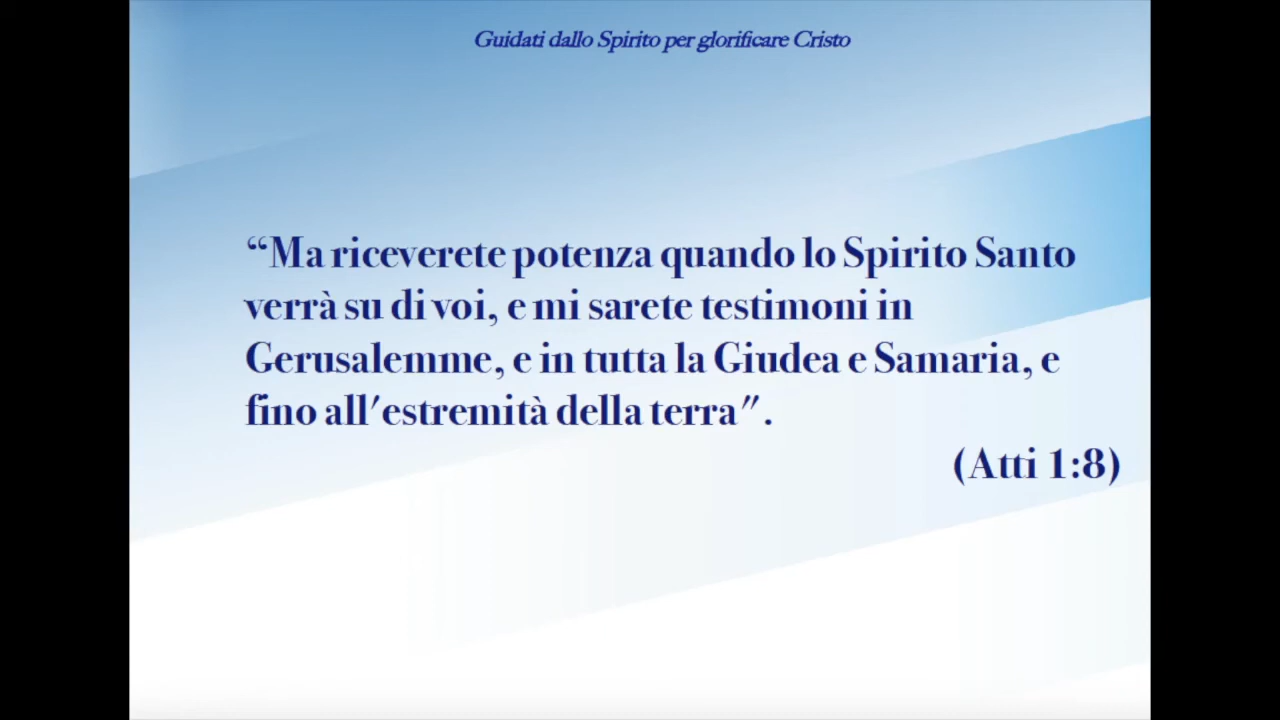 Guidati dallo Spirito per glorificare Cristo
“Ma riceverete potenza quando lo Spirito Santo
verrà su di voi, e mi sarete testimoni in
Gerusalemme, e in tutta la Giudea e Samaria, e
fino all'estremità della terra".
(Atti 1:8)